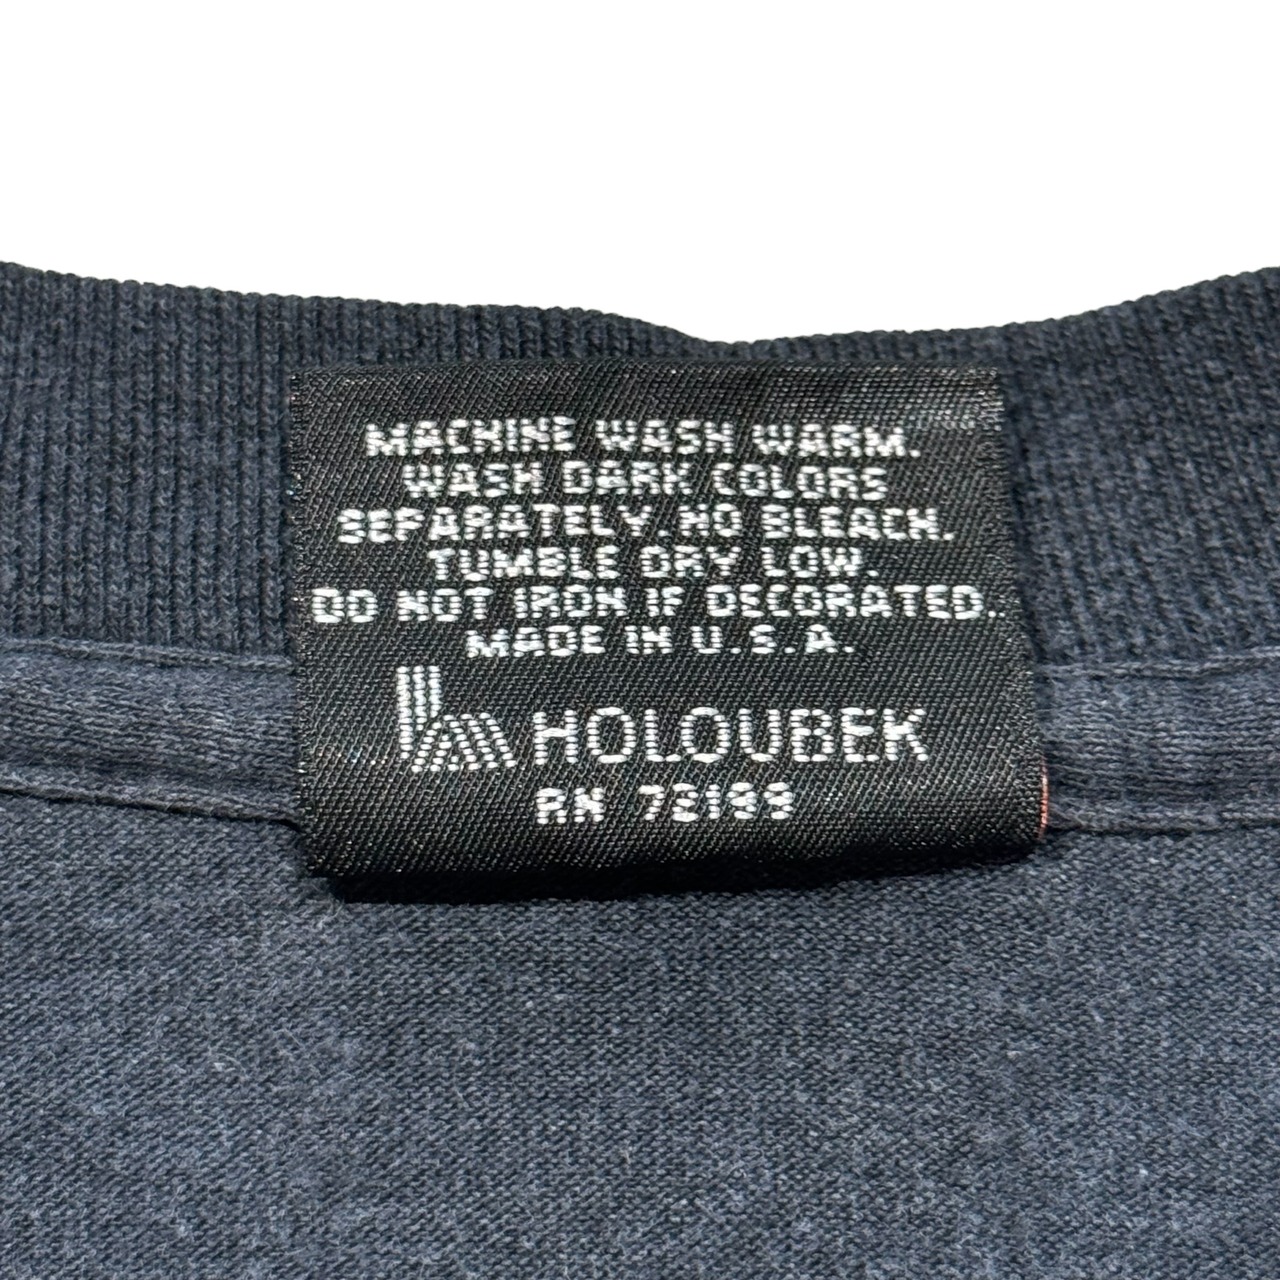 MACHINE WASH WARM.
WASH DARK COLORS
SEPARATELY. NO BLEACH.
TUMBLE DRY LOW.
DO NOT IRON IF DECORATED.
MADE IN U.S.A.
HOLOUBEK
RN 73199